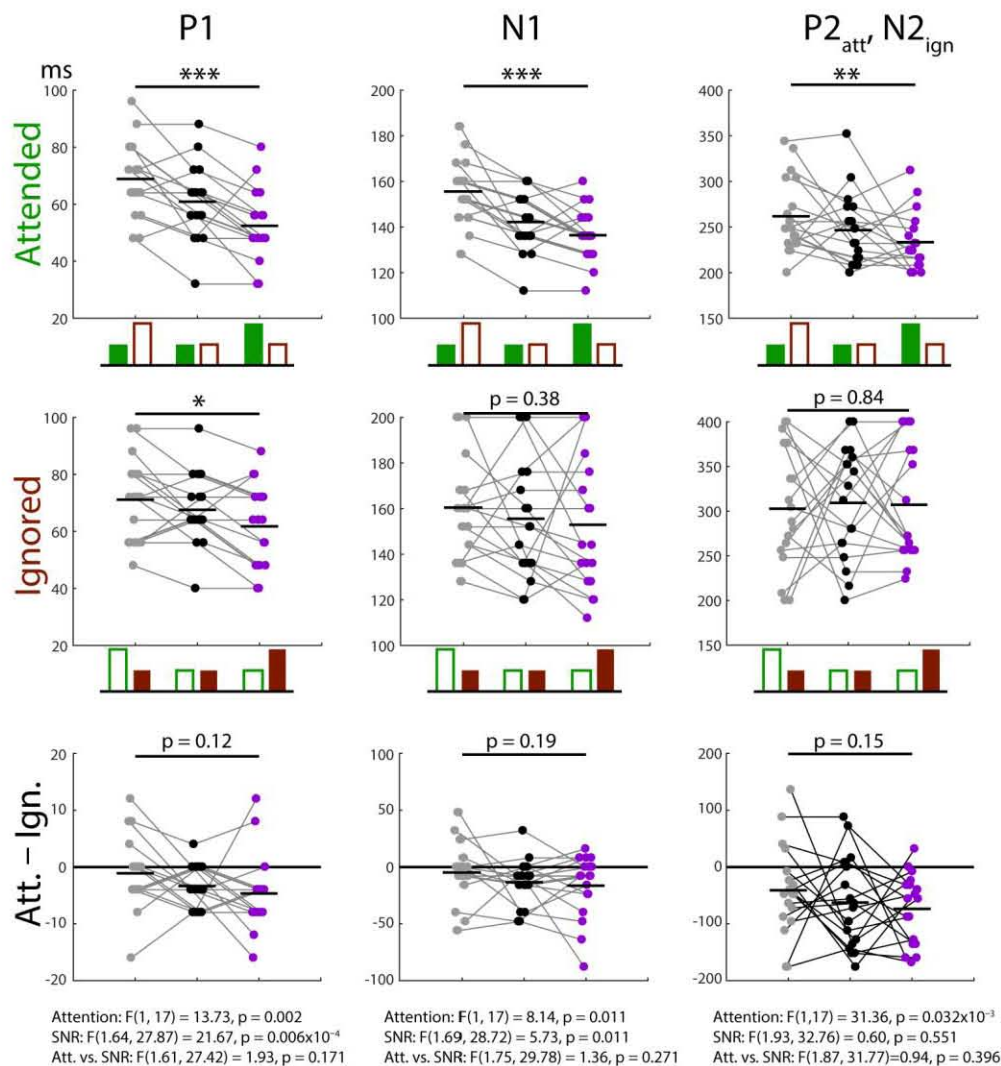 P1 N1 P2att, N2ign
ms
*** *** **
Attended
100 200 400
80 180 350
60 160 300
250
40 140 200
120
20 100 150
* p = 0.38 p = 0.84
Ignored
100 200 400
80 180 350
60 160 300
250
40 140 200
120
20 100 150
p = 0.12 p = 0.19 p = 0.15
Att. – Ign.
20 100 200
10 50 100
0 0 0
-10 -50 -100
-20 -100 -200
Attention: F(1, 17) = 13.73, p = 0.002
SNR: F(1.64, 27.87) = 21.67, p = 0.006x10⁻⁴
Att. vs. SNR: F(1.61, 27.42) = 1.93, p = 0.171
Attention: F(1, 17) = 8.14, p = 0.011
SNR: F(1.69, 28.72) = 5.73, p = 0.011
Att. vs. SNR: F(1.75, 29.78) = 1.36, p = 0.271
Attention: F(1,17) = 31.36, p = 0.032x10⁻³
SNR: F(1.93, 32.76) = 0.60, p = 0.551
Att. vs. SNR: F(1.87, 31.77)=0.94, p = 0.396